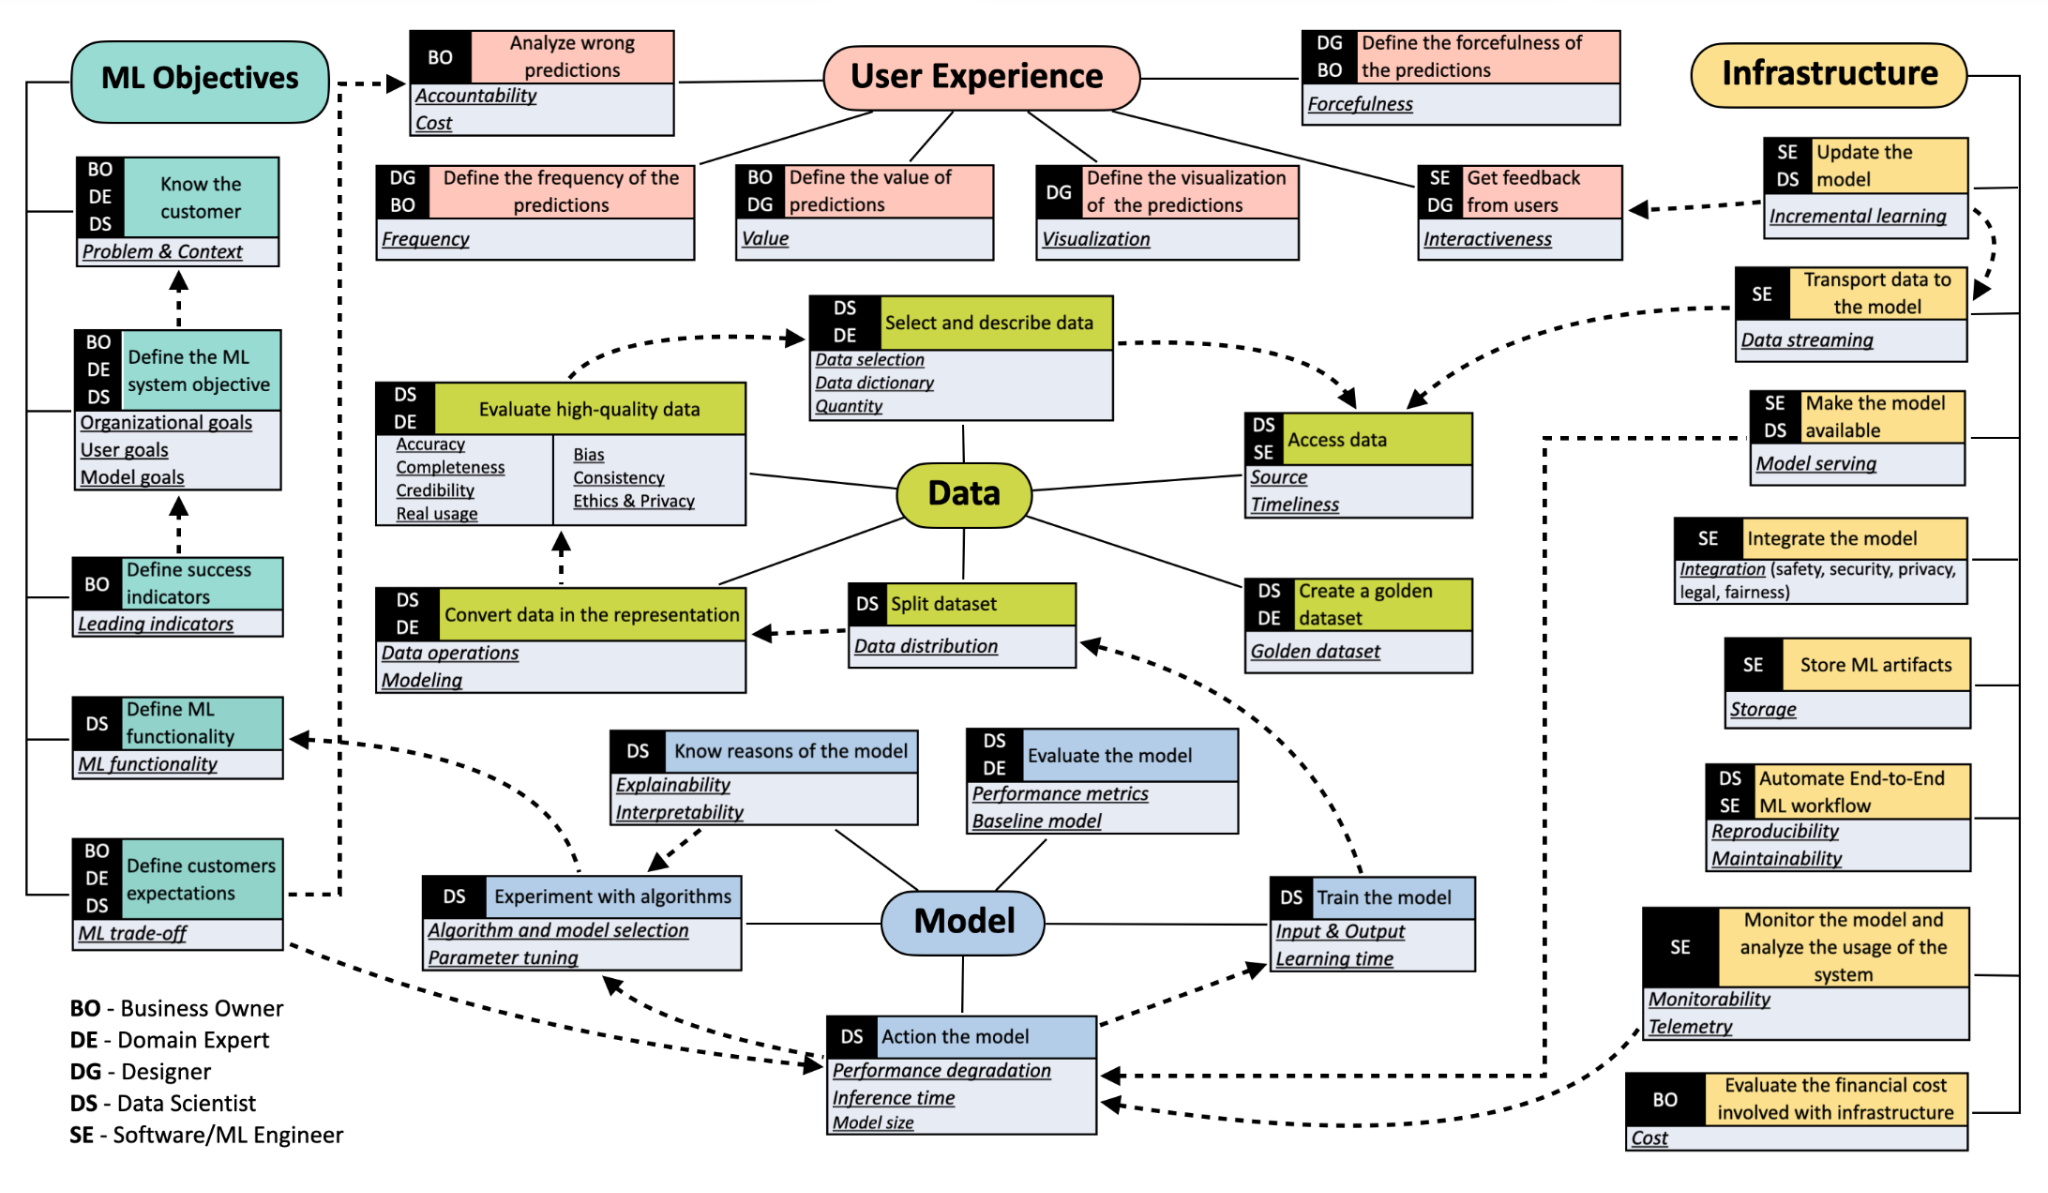 ML Objectives
BO
DE
DS
Know the
customer
Problem & Context
BO
DE
DS
Define the ML
system objective
Organizational goals
User goals
Model goals
BO
Define success
indicators
Leading indicators
DS
Define ML
functionality
ML functionality
BO
DE
DS
Define customers
expectations
ML trade-off
User Experience
BO
Analyze wrong
predictions
Accountability
Cost
DG
BO
Define the forcefulness of
the predictions
Forcefulness
DG
BO
Define the frequency of the
predictions
Frequency
BO
DG
Define the value of
predictions
Value
DG
Define the visualization
of the predictions
Visualization
SE
DG
Get feedback
from users
Interactiveness
Data
DS
DE
Select and describe data
Data selection
Data dictionary
Quantity
DS
DE
Evaluate high-quality data
Accuracy
Completeness
Credibility
Real usage
Bias
Consistency
Ethics & Privacy
DS
SE
Access data
Source
Timeliness
DS
DE
Convert data in the representation
Data operations
Modeling
DS
Split dataset
Data distribution
DS
DE
Create a golden
dataset
Golden dataset
Model
DS
Know reasons of the model
Explainability
Interpretability
DS
DE
Evaluate the model
Performance metrics
Baseline model
DS
Experiment with algorithms
Algorithm and model selection
Parameter tuning
DS
Train the model
Input & Output
Learning time
DS
Action the model
Performance degradation
Inference time
Model size
Infrastructure
SE
DS
Update the
model
Incremental learning
SE
Transport data to
the model
Data streaming
SE
DS
Make the model
available
Model serving
SE
Integrate the model
Integration (safety, security, privacy,
legal, fairness)
SE
Store ML artifacts
Storage
DS
SE
Automate End-to-End
ML workflow
Reproducibility
Maintainability
SE
Monitor the model and
analyze the usage of the
system
Monitorability
Telemetry
BO
Evaluate the financial cost
involved with infrastructure
Cost
BO - Business Owner
DE - Domain Expert
DG - Designer
DS - Data Scientist
SE - Software/ML Engineer